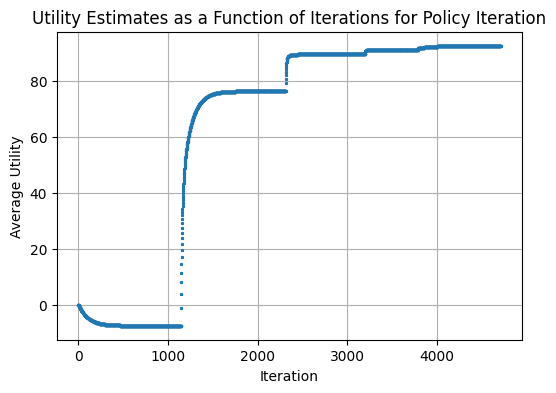 Utility Estimates as a Function of Iterations for Policy Iteration
Average Utility
80
60
40
20
0
0 1000 2000 3000 4000
Iteration